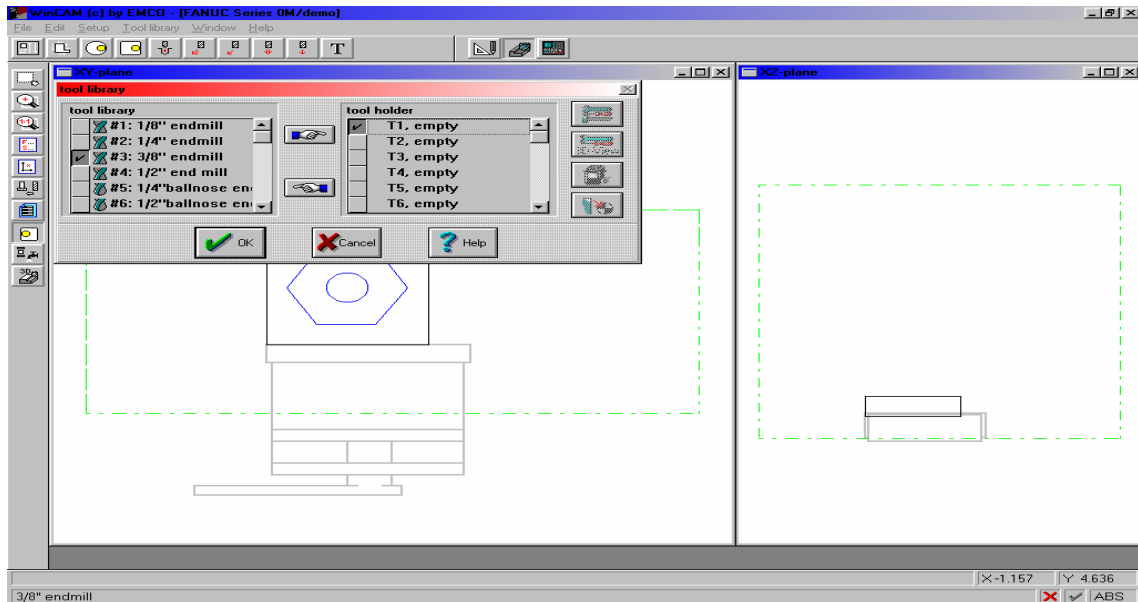 WinCAM (c) by EMCO - [FANUC Series 0M/demo]
File Edit Setup Tool library Window Help
T
XY-plane
XZ-plane
tool library
tool library
tool holder
#1: 1/8" endmill
#2: 1/4" endmill
#3: 3/8" endmill
#4: 1/2" end mill
#5: 1/4"ballnose en
#6: 1/2"ballnose en
T1, empty
T2, empty
T3, empty
T4, empty
T5, empty
T6, empty
3D-View
OK
Cancel
Help
3D
X-1.157 Y 4.636
3/8" endmill
ABS